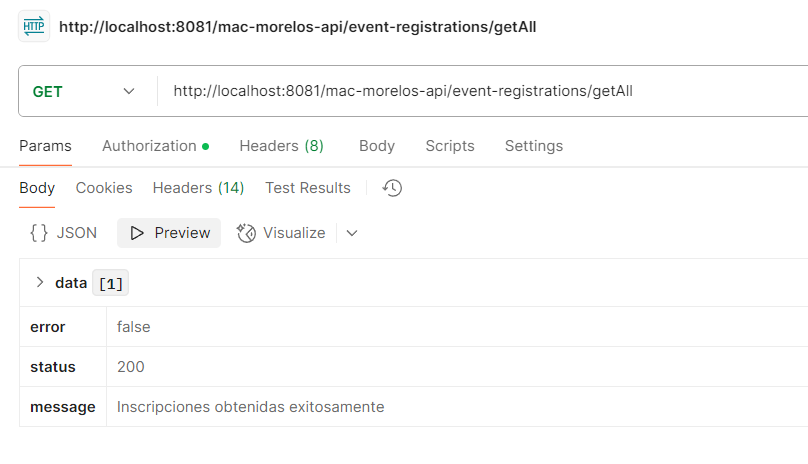 HTTP http://localhost:8081/mac-morelos-api/event-registrations/getAll
GET http://localhost:8081/mac-morelos-api/event-registrations/getAll
Params Authorization Headers (8) Body Scripts Settings
Body Cookies Headers (14) Test Results
{} JSON Preview Visualize
data [1]
error false
status 200
message Inscripciones obtenidas exitosamente